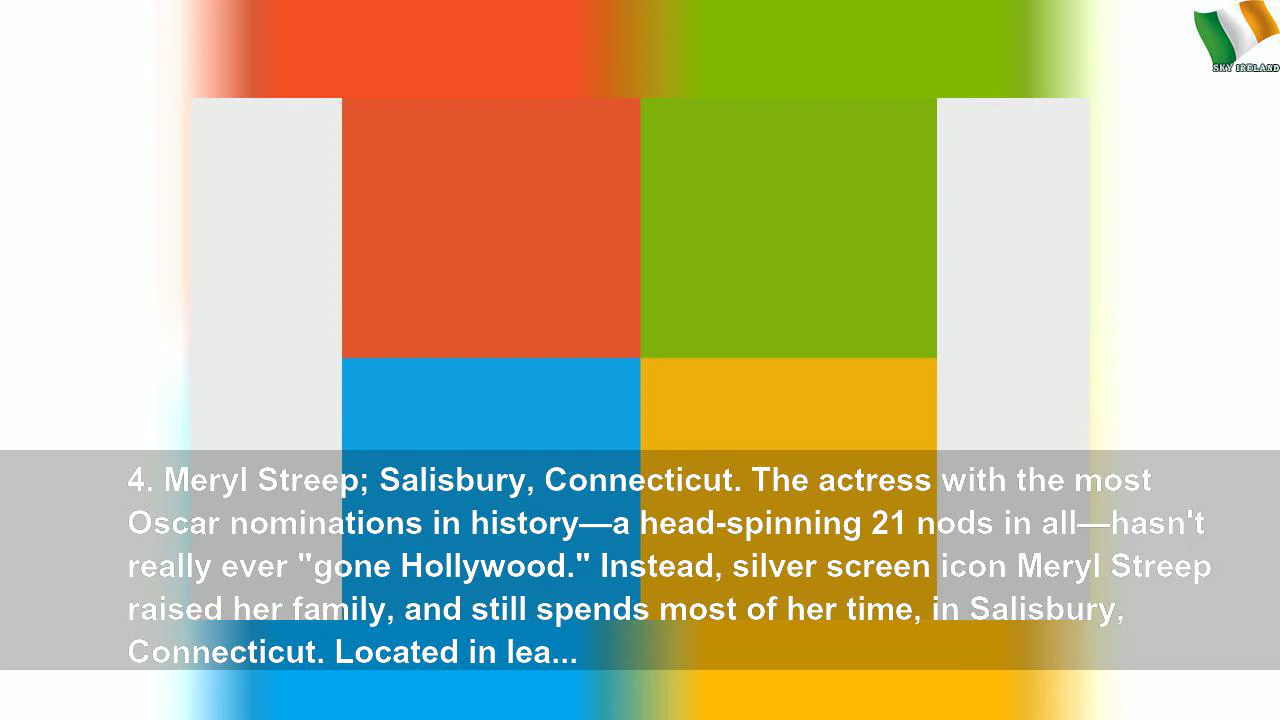 SKY IRELAND
4. Meryl Streep; Salisbury, Connecticut. The actress with the most
Oscar nominations in history—a head-spinning 21 nods in all—hasn't
really ever "gone Hollywood." Instead, silver screen icon Meryl Streep
raised her family, and still spends most of her time, in Salisbury,
Connecticut. Located in lea...